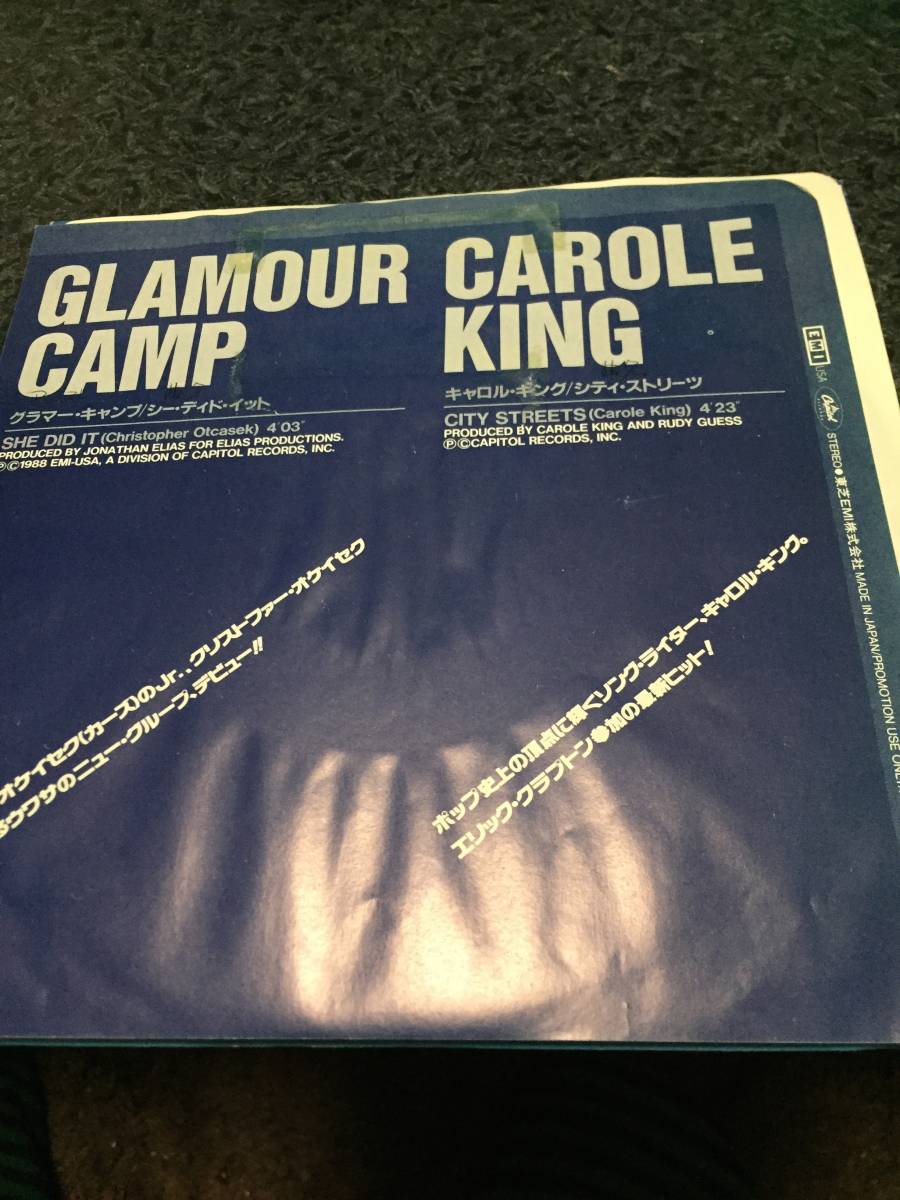 GLAMOUR
CAMP
グラマー・キャンプ/シー・ディド・イット
SHE DID IT (Christopher Otcasek) 4'03"
PRODUCED BY JONATHAN ELIAS FOR ELIAS PRODUCTIONS.
ⓅⒸ1988 EMI-USA, A DIVISION OF CAPITOL RECORDS, INC.
オケイセク(カーズ)のJr.、クリストファー・オケイセク
ウワサのニュー・グループ、デビュー!!
CAROLE
KING
キャロル・キング/シティ・ストリーツ
CITY STREETS (Carole King) 4'23"
PRODUCED BY CAROLE KING AND RUDY GUESS
ⓅⒸCAPITOL RECORDS, INC.
ポップ史上の頂点に輝くソング・ライター、キャロル・キング。
エリック・クラプトン●参加の最新ヒット!
EMI USA Capitol STEREO●東芝EMI株式会社 MADE IN JAPAN/PROMOTION USE ONLY